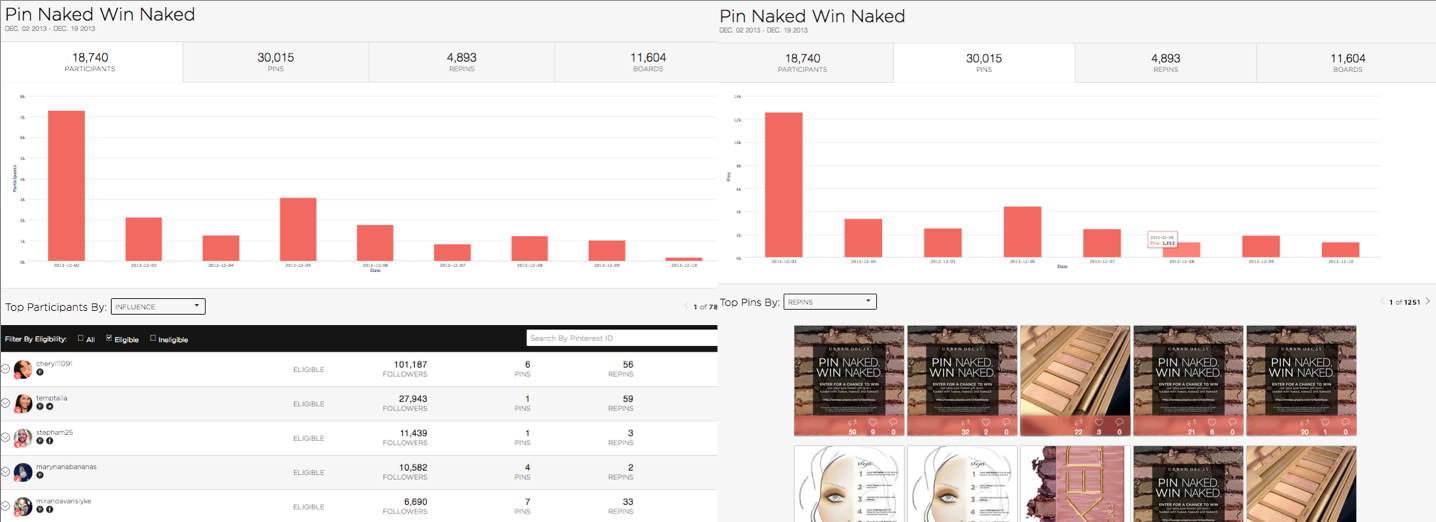 Pin Naked Win Naked
DEC. 02 2013 - DEC. 19 2013
18,740 30,015 4,893 11,604
PARTICIPANTS PINS REPINS BOARDS
8k
7k
6k
5k
4k
3k
2k
1k
0k
Participants
2013-12-02 2013-12-03 2013-12-04 2013-12-05 2013-12-06 2013-12-07 2013-12-08 2013-12-09 2013-12-10
Date
Top Participants By: INFLUENCE
1 of 78
Filter By Eligibility: All Eligible Ineligible Search By Pinterest ID
cheryl11091 ELIGIBLE 101,187 FOLLOWERS 6 PINS 56 REPINS
temptalia ELIGIBLE 27,943 FOLLOWERS 1 PINS 59 REPINS
stepham25 ELIGIBLE 11,439 FOLLOWERS 1 PINS 3 REPINS
marynanabananas ELIGIBLE 10,582 FOLLOWERS 4 PINS 2 REPINS
mirandavanslyke ELIGIBLE 6,690 FOLLOWERS 7 PINS 33 REPINS
Pin Naked Win Naked
DEC. 02 2013 - DEC. 19 2013
18,740 30,015 4,893 11,604
PARTICIPANTS PINS REPINS BOARDS
14k
12k
10k
8k
6k
4k
2k
0k
Pins
Pins: 1,353
2013-12-03 2013-12-04 2013-12-05 2013-12-06 2013-12-07 2013-12-08 2013-12-09 2013-12-10
Date
Top Pins By: REPINS
1 of 1251
URBAN DECAY URBAN DECAY URBAN DECAY URBAN DECAY
PIN NAKED. PIN NAKED. PIN NAKED. PIN NAKED.
WIN NAKED. WIN NAKED. WIN NAKED. WIN NAKED.
ENTER FOR A CHANCE TO WIN ENTER FOR A CHANCE TO WIN ENTER FOR A CHANCE TO WIN ENTER FOR A CHANCE TO WIN
59 9 0 32 2 0 22 3 0 21 6 0 20 1 0
steps steps
1 1
2 2
3 3
4 4
URBAN DECAY
PIN NAKED.
WIN NAKED.
ENTER FOR A CHANCE TO WIN